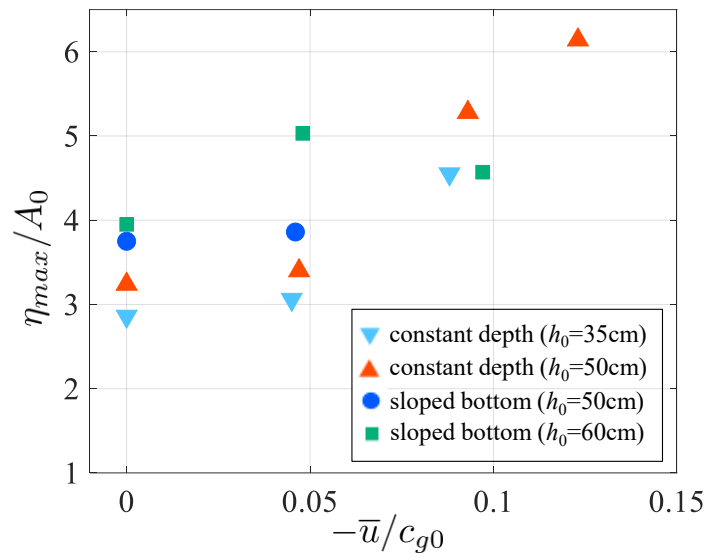 6
5
4
3
2
1
η_max/A_0
constant depth (h_0=35cm)
constant depth (h_0=50cm)
sloped bottom (h_0=50cm)
sloped bottom (h_0=60cm)
0
0.05
0.1
0.15
−u̅/c_g0